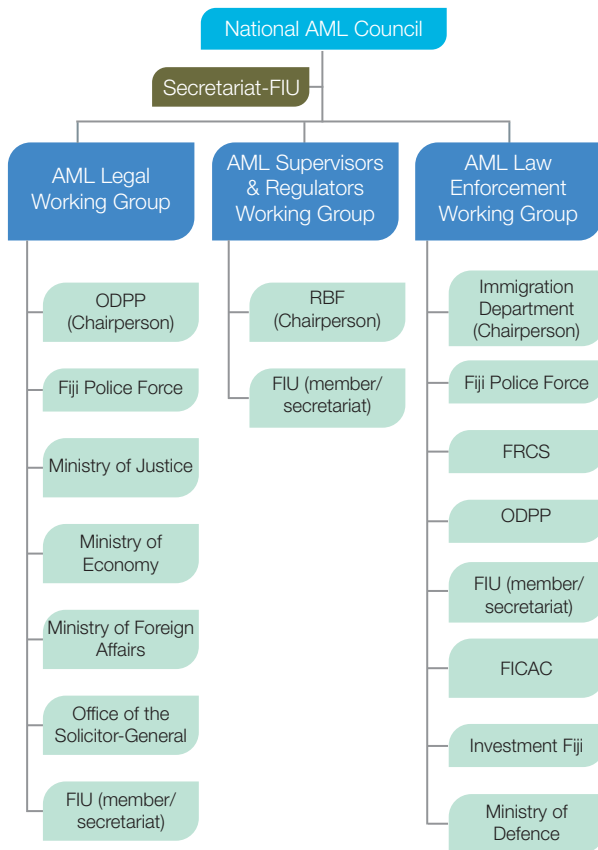 National AML Council
Secretariat-FIU
AML Legal
Working Group
ODPP
(Chairperson)
Fiji Police Force
Ministry of Justice
Ministry of
Economy
Ministry of Foreign
Affairs
Office of the
Solicitor-General
FIU (member/
secretariat)
AML Supervisors
& Regulators
Working Group
RBF
(Chairperson)
FIU (member/
secretariat)
AML Law
Enforcement
Working Group
Immigration
Department
(Chairperson)
Fiji Police Force
FRCS
ODPP
FIU (member/
secretariat)
FICAC
Investment Fiji
Ministry of
Defence